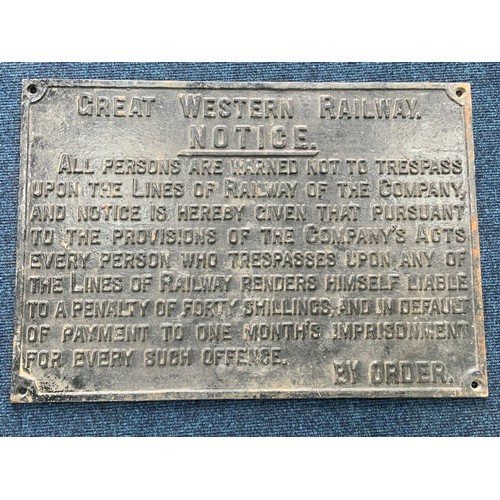 GREAT WESTERN RAILWAY.
NOTICE.
ALL PERSONS ARE WARNED NOT TO TRESPASS
UPON THE LINES OF RAILWAY OF THE COMPANY,
AND NOTICE IS HEREBY GIVEN THAT PURSUANT
TO THE PROVISIONS OF THE COMPANY'S ACTS
EVERY PERSON WHO TRESPASSES UPON ANY OF
THE LINES OF RAILWAY RENDERS HIMSELF LIABLE
TO A PENALTY OF FORTY SHILLINGS, AND IN DEFAULT
OF PAYMENT TO ONE MONTH'S IMPRISONMENT
FOR EVERY SUCH OFFENCE.
BY ORDER.